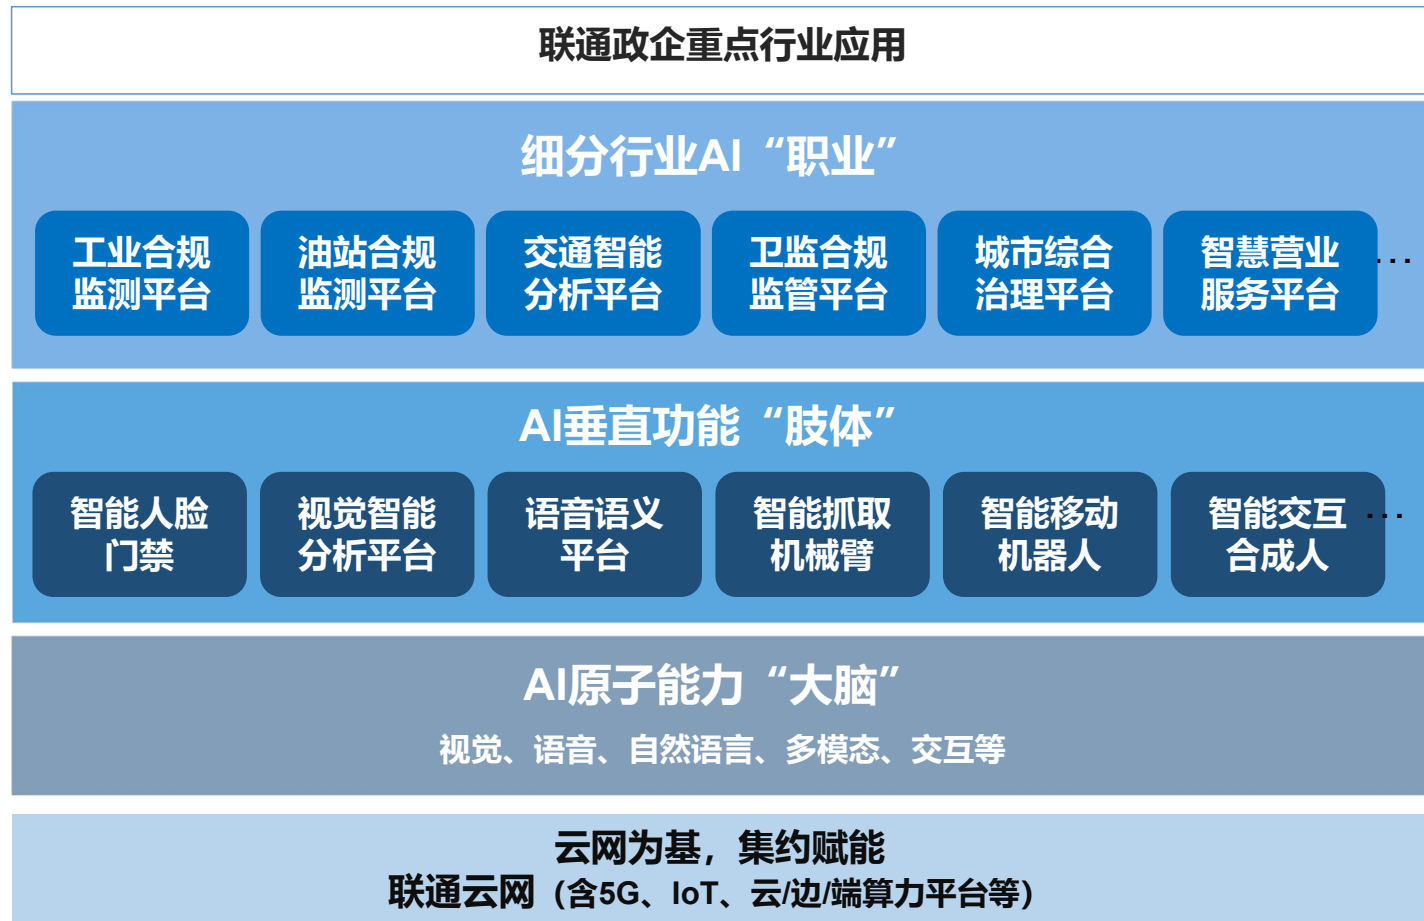 联通政企重点行业应用
细分行业AI“职业”
工业合规
监测平台
油站合规
监测平台
交通智能
分析平台
卫监合规
监管平台
城市综合
治理平台
智慧营业
服务平台
...
AI垂直功能“肢体”
智能人脸
门禁
视觉智能
分析平台
语音语义
平台
智能抓取
机械臂
智能移动
机器人
智能交互
合成人
...
AI原子能力“大脑”
视觉、语音、自然语言、多模态、交互等
云网为基，集约赋能
联通云网（含5G、IoT、云/边/端算力平台等）